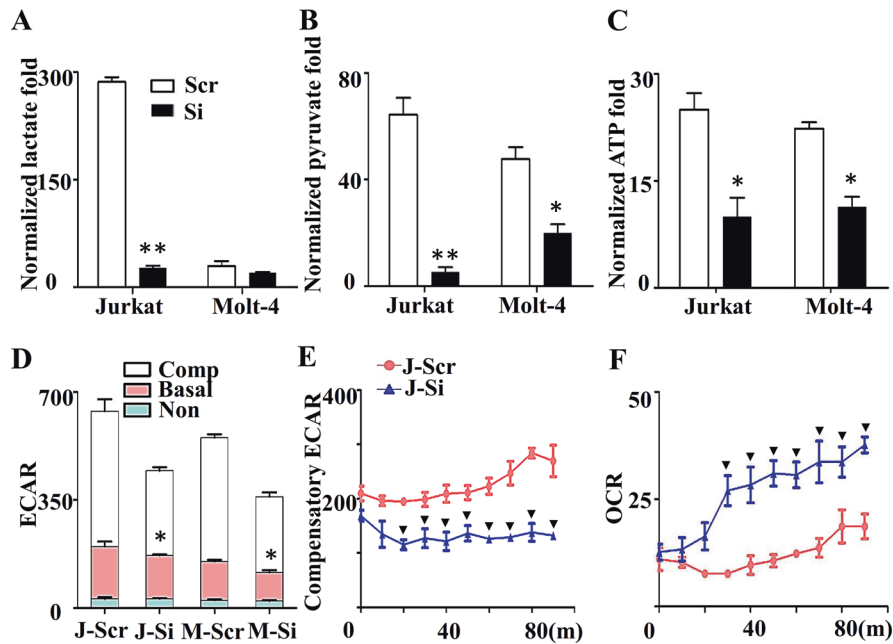 A
Normalized lactate fold
300
150
0
Scr
Si
**
Jurkat Molt-4
B
Normalized pyruvate fold
80
40
0
**
*
Jurkat Molt-4
C
Normalized ATP fold
30
15
0
*
*
Jurkat Molt-4
D
ECAR
700
350
0
Comp
Basal
Non
*
*
J-Scr J-Si M-Scr M-Si
E
Compensatory ECAR
400
200
0
J-Scr
J-Si
0 40 80(m)
F
OCR
50
25
0
0 40 80(m)